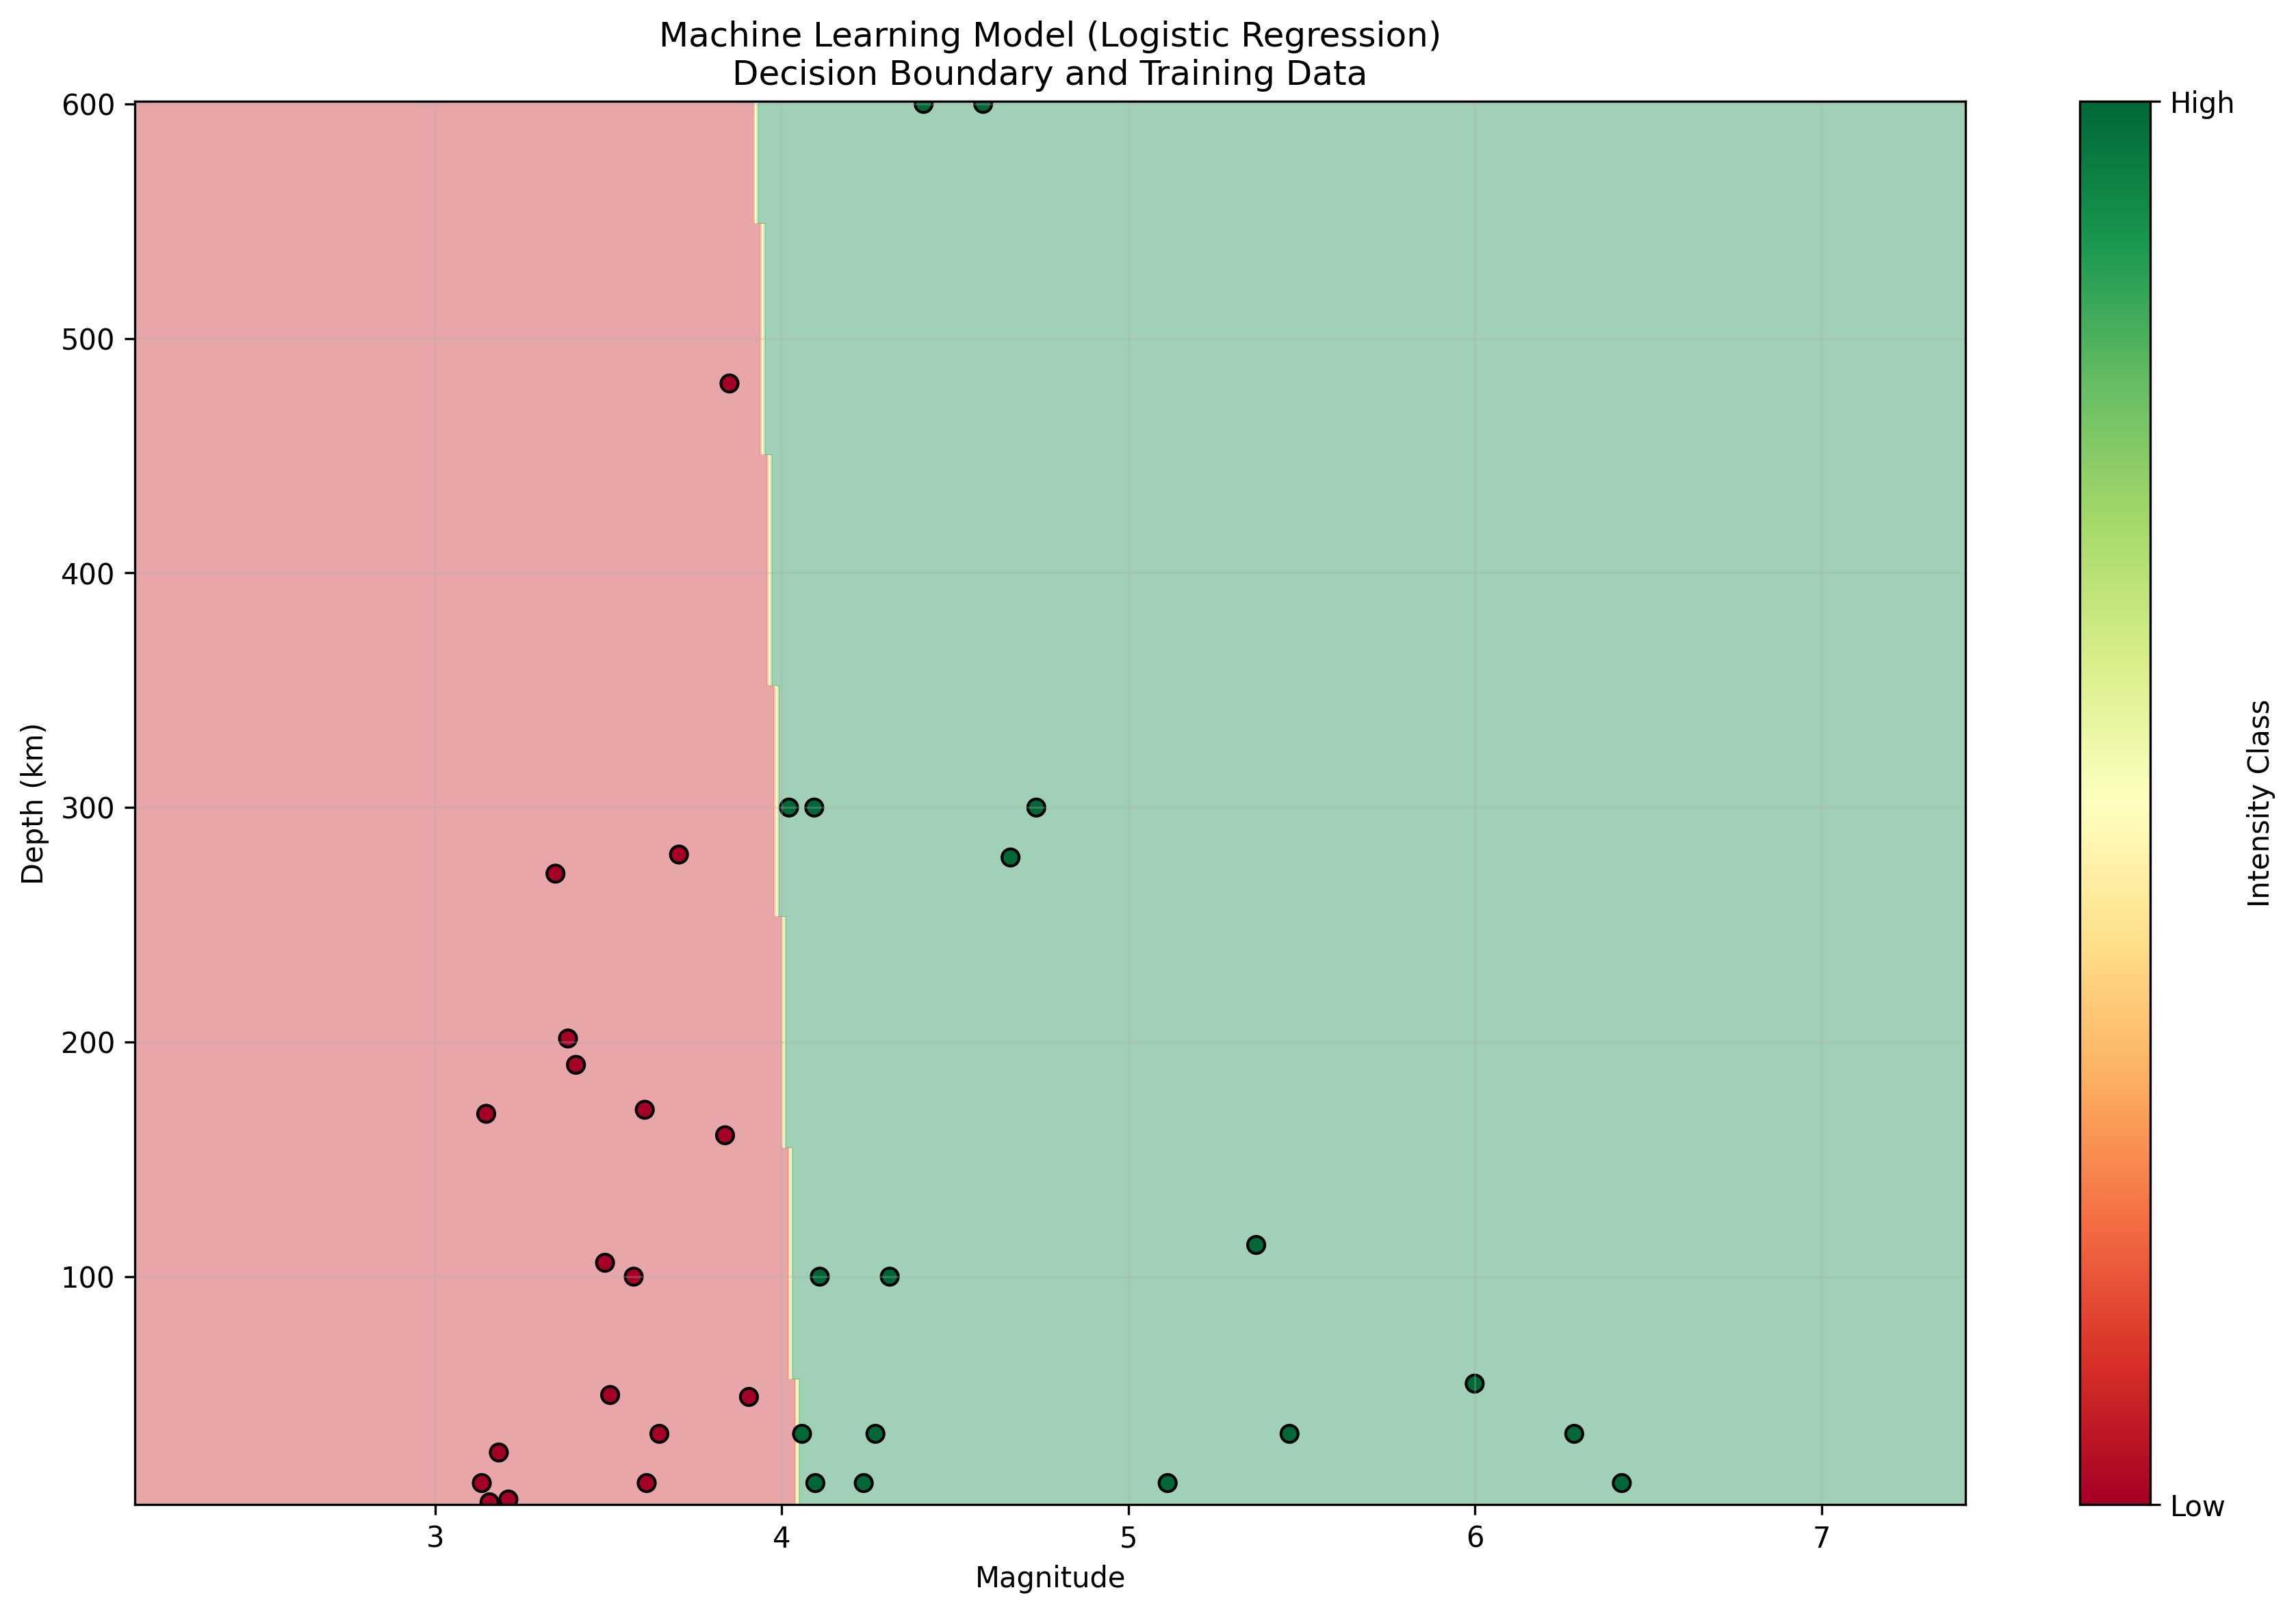 Machine Learning Model (Logistic Regression)
Decision Boundary and Training Data
600
500
400
300
200
100
Depth (km)
3
4
5
6
7
Magnitude
High
Low
Intensity Class